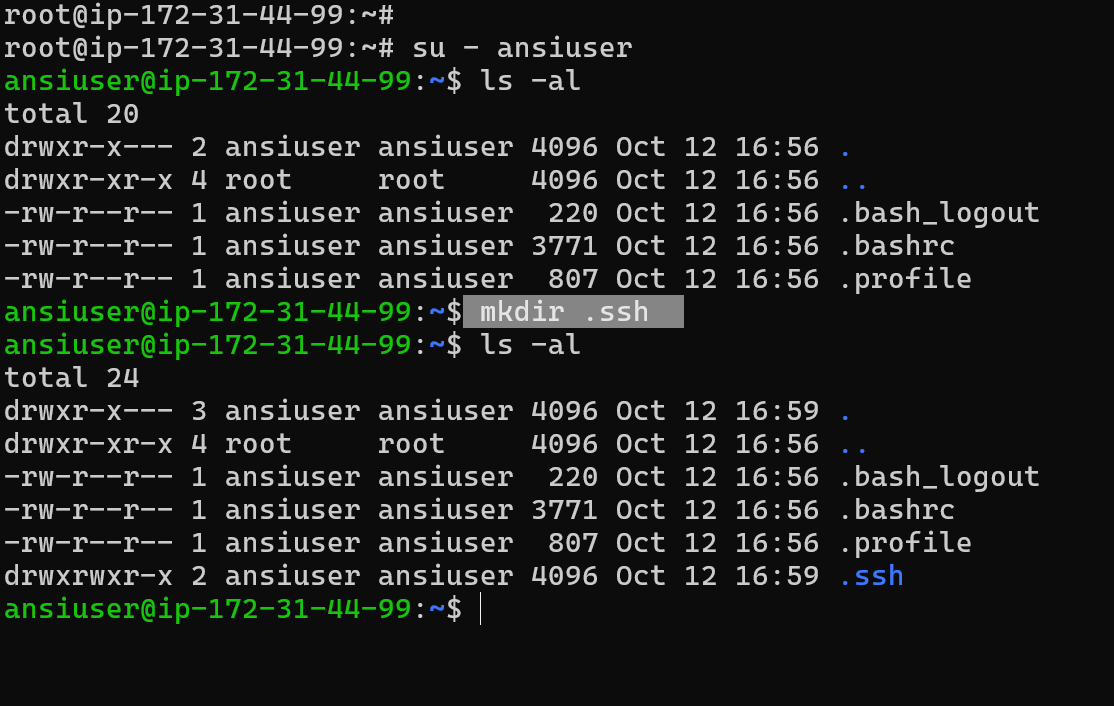 root@ip-172-31-44-99:~#
root@ip-172-31-44-99:~# su - ansiuser
ansiuser@ip-172-31-44-99:~$ ls -al
total 20
drwxr-x--- 2 ansiuser ansiuser 4096 Oct 12 16:56 .
drwxr-xr-x 4 root     root     4096 Oct 12 16:56 ..
-rw-r--r-- 1 ansiuser ansiuser  220 Oct 12 16:56 .bash_logout
-rw-r--r-- 1 ansiuser ansiuser 3771 Oct 12 16:56 .bashrc
-rw-r--r-- 1 ansiuser ansiuser  807 Oct 12 16:56 .profile
ansiuser@ip-172-31-44-99:~$ mkdir .ssh
ansiuser@ip-172-31-44-99:~$ ls -al
total 24
drwxr-x--- 3 ansiuser ansiuser 4096 Oct 12 16:59 .
drwxr-xr-x 4 root     root     4096 Oct 12 16:56 ..
-rw-r--r-- 1 ansiuser ansiuser  220 Oct 12 16:56 .bash_logout
-rw-r--r-- 1 ansiuser ansiuser 3771 Oct 12 16:56 .bashrc
-rw-r--r-- 1 ansiuser ansiuser  807 Oct 12 16:56 .profile
drwxrwxr-x 2 ansiuser ansiuser 4096 Oct 12 16:59 .ssh
ansiuser@ip-172-31-44-99:~$